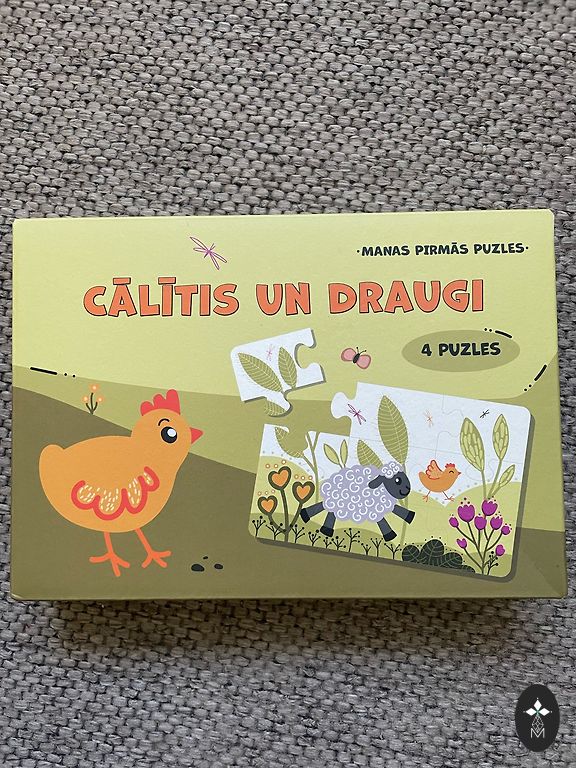 ·MANAS PIRMĀS PUZLES·
CĀLĪTIS UN DRAUGI
4 PUZLES
M